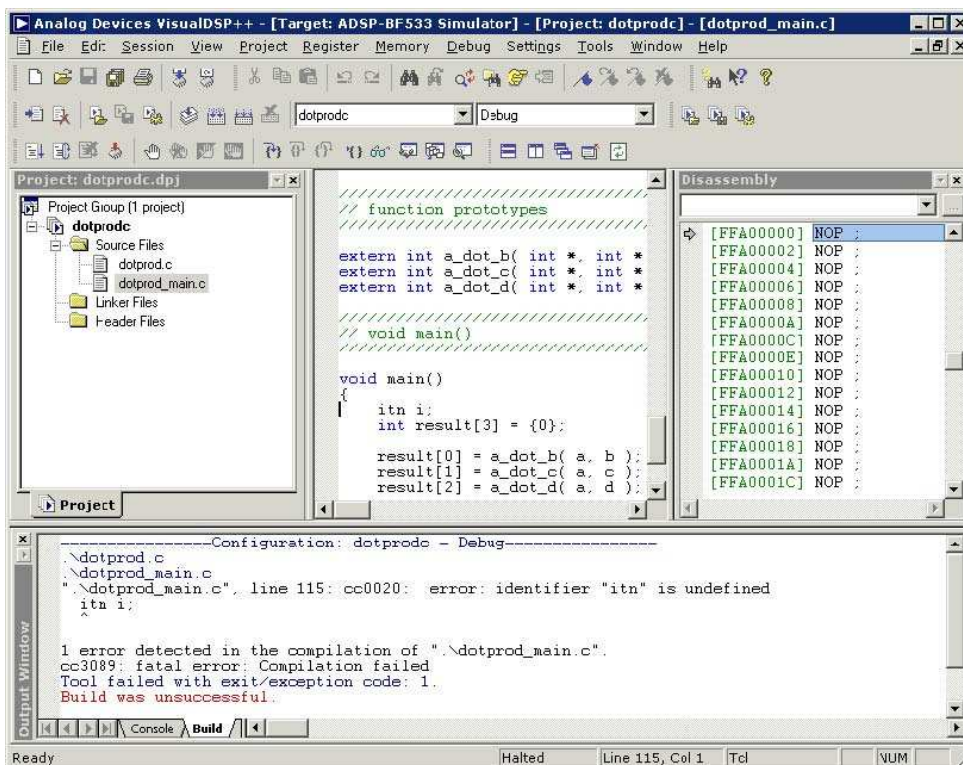 Analog Devices VisualDSP++ - [Target: ADSP-BF533 Simulator] - [Project: dotprodc] - [dotprod_main.c]
File Edit Session View Project Register Memory Debug Settings Tools Window Help
dotprodc
Debug
Project: dotprodc.dpj
Project Group (1 project)
dotprodc
Source Files
dotprod.c
dotprod_main.c
Linker Files
Header Files
Project
////////////////////////////////////
// function prototypes
////////////////////////////////////
extern int a_dot_b( int *, int *
extern int a_dot_c( int *, int *
extern int a_dot_d( int *, int *
////////////////////////////////////
// void main()
////////////////////////////////////
void main()
{
itn i;
int result[3] = {0};
result[0] = a_dot_b( a, b );
result[1] = a_dot_c( a, c );
result[2] = a_dot_d( a, d );
Disassembly
[FFA00000] NOP ;
[FFA00002] NOP ;
[FFA00004] NOP ;
[FFA00006] NOP ;
[FFA00008] NOP ;
[FFA0000A] NOP ;
[FFA0000C] NOP ;
[FFA0000E] NOP ;
[FFA00010] NOP ;
[FFA00012] NOP ;
[FFA00014] NOP ;
[FFA00016] NOP ;
[FFA00018] NOP ;
[FFA0001A] NOP ;
[FFA0001C] NOP ;
Output Window
----------------Configuration: dotprodc - Debug----------------
.\dotprod.c
.\dotprod_main.c
".\dotprod_main.c", line 115: cc0020: error: identifier "itn" is undefined
itn i;
^
1 error detected in the compilation of ".\dotprod_main.c".
cc3089: fatal error: Compilation failed
Tool failed with exit/exception code: 1.
Build was unsuccessful.
Console Build
Ready Halted Line 115, Col 1 Tcl NUM